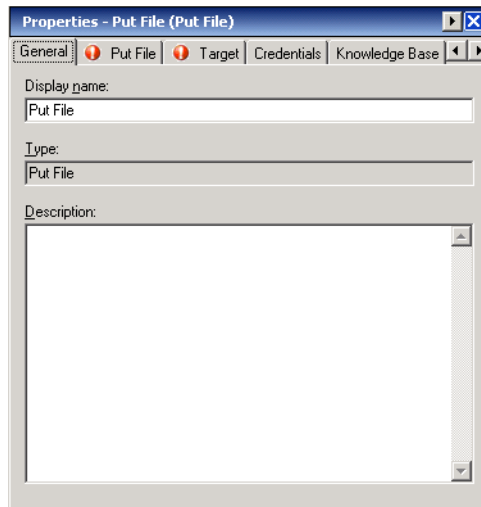 Properties - Put File (Put File)
General Put File Target Credentials Knowledge Base
Display name:
Put File
Type:
Put File
Description: